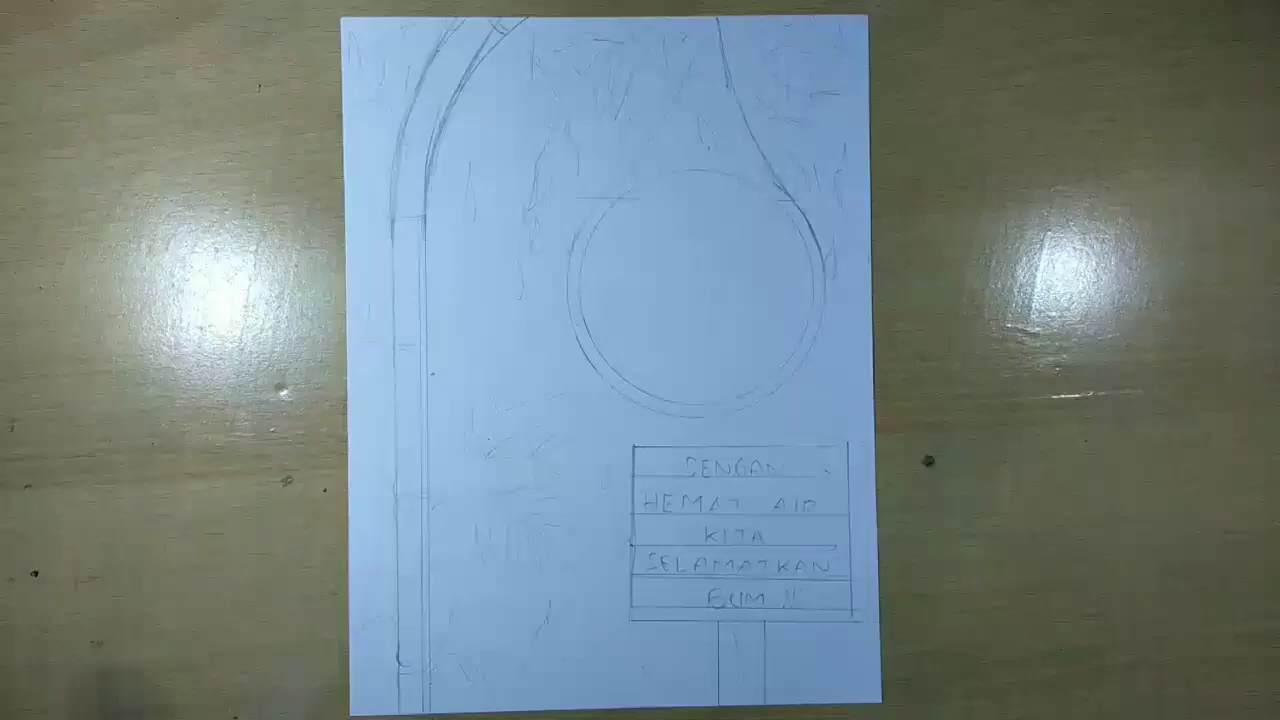 DENGAN
HEMAT AIR
KITA
SELAMATKAN
BUMI !!!